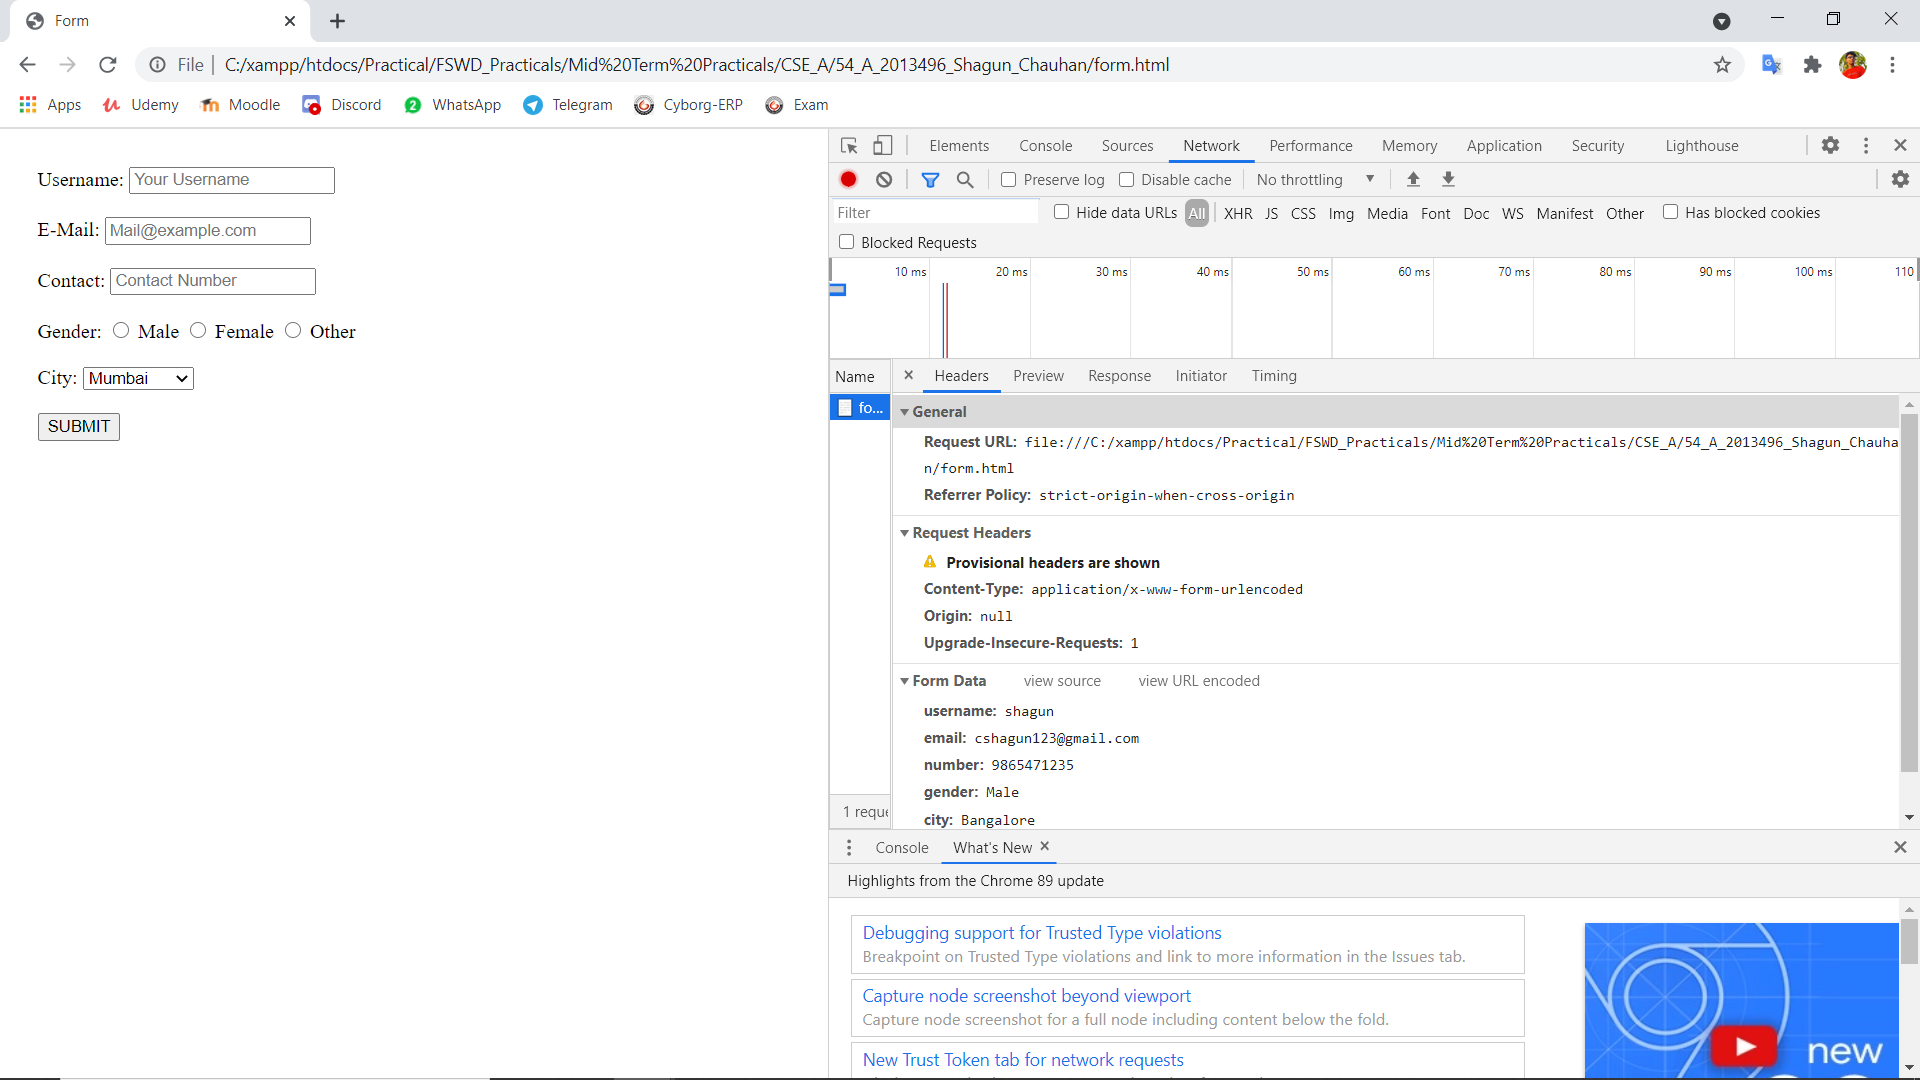 Form
File
C:/xampp/htdocs/Practical/FSWD_Practicals/Mid%20Term%20Practicals/CSE_A/54_A_2013496_Shagun_Chauhan/form.html
Apps Udemy Moodle Discord WhatsApp Telegram Cyborg-ERP Exam
Username: Your Username
E-Mail: Mail@example.com
Contact: Contact Number
Gender: Male Female Other
City: Mumbai
SUBMIT
Elements Console Sources Network Performance Memory Application Security Lighthouse
Preserve log Disable cache No throttling
Filter Hide data URLs All XHR JS CSS Img Media Font Doc WS Manifest Other Has blocked cookies
Blocked Requests
10 ms 20 ms 30 ms 40 ms 50 ms 60 ms 70 ms 80 ms 90 ms 100 ms 110
Name
fo...
1 reque
Headers Preview Response Initiator Timing
General
Request URL: file:///C:/xampp/htdocs/Practical/FSWD_Practicals/Mid%20Term%20Practicals/CSE_A/54_A_2013496_Shagun_Chauha
n/form.html
Referrer Policy: strict-origin-when-cross-origin
Request Headers
Provisional headers are shown
Content-Type: application/x-www-form-urlencoded
Origin: null
Upgrade-Insecure-Requests: 1
Form Data view source view URL encoded
username: shagun
email: cshagun123@gmail.com
number: 9865471235
gender: Male
city: Bangalore
Console What's New
Highlights from the Chrome 89 update
Debugging support for Trusted Type violations
Breakpoint on Trusted Type violations and link to more information in the Issues tab.
Capture node screenshot beyond viewport
Capture node screenshot for a full node including content below the fold.
New Trust Token tab for network requests
new